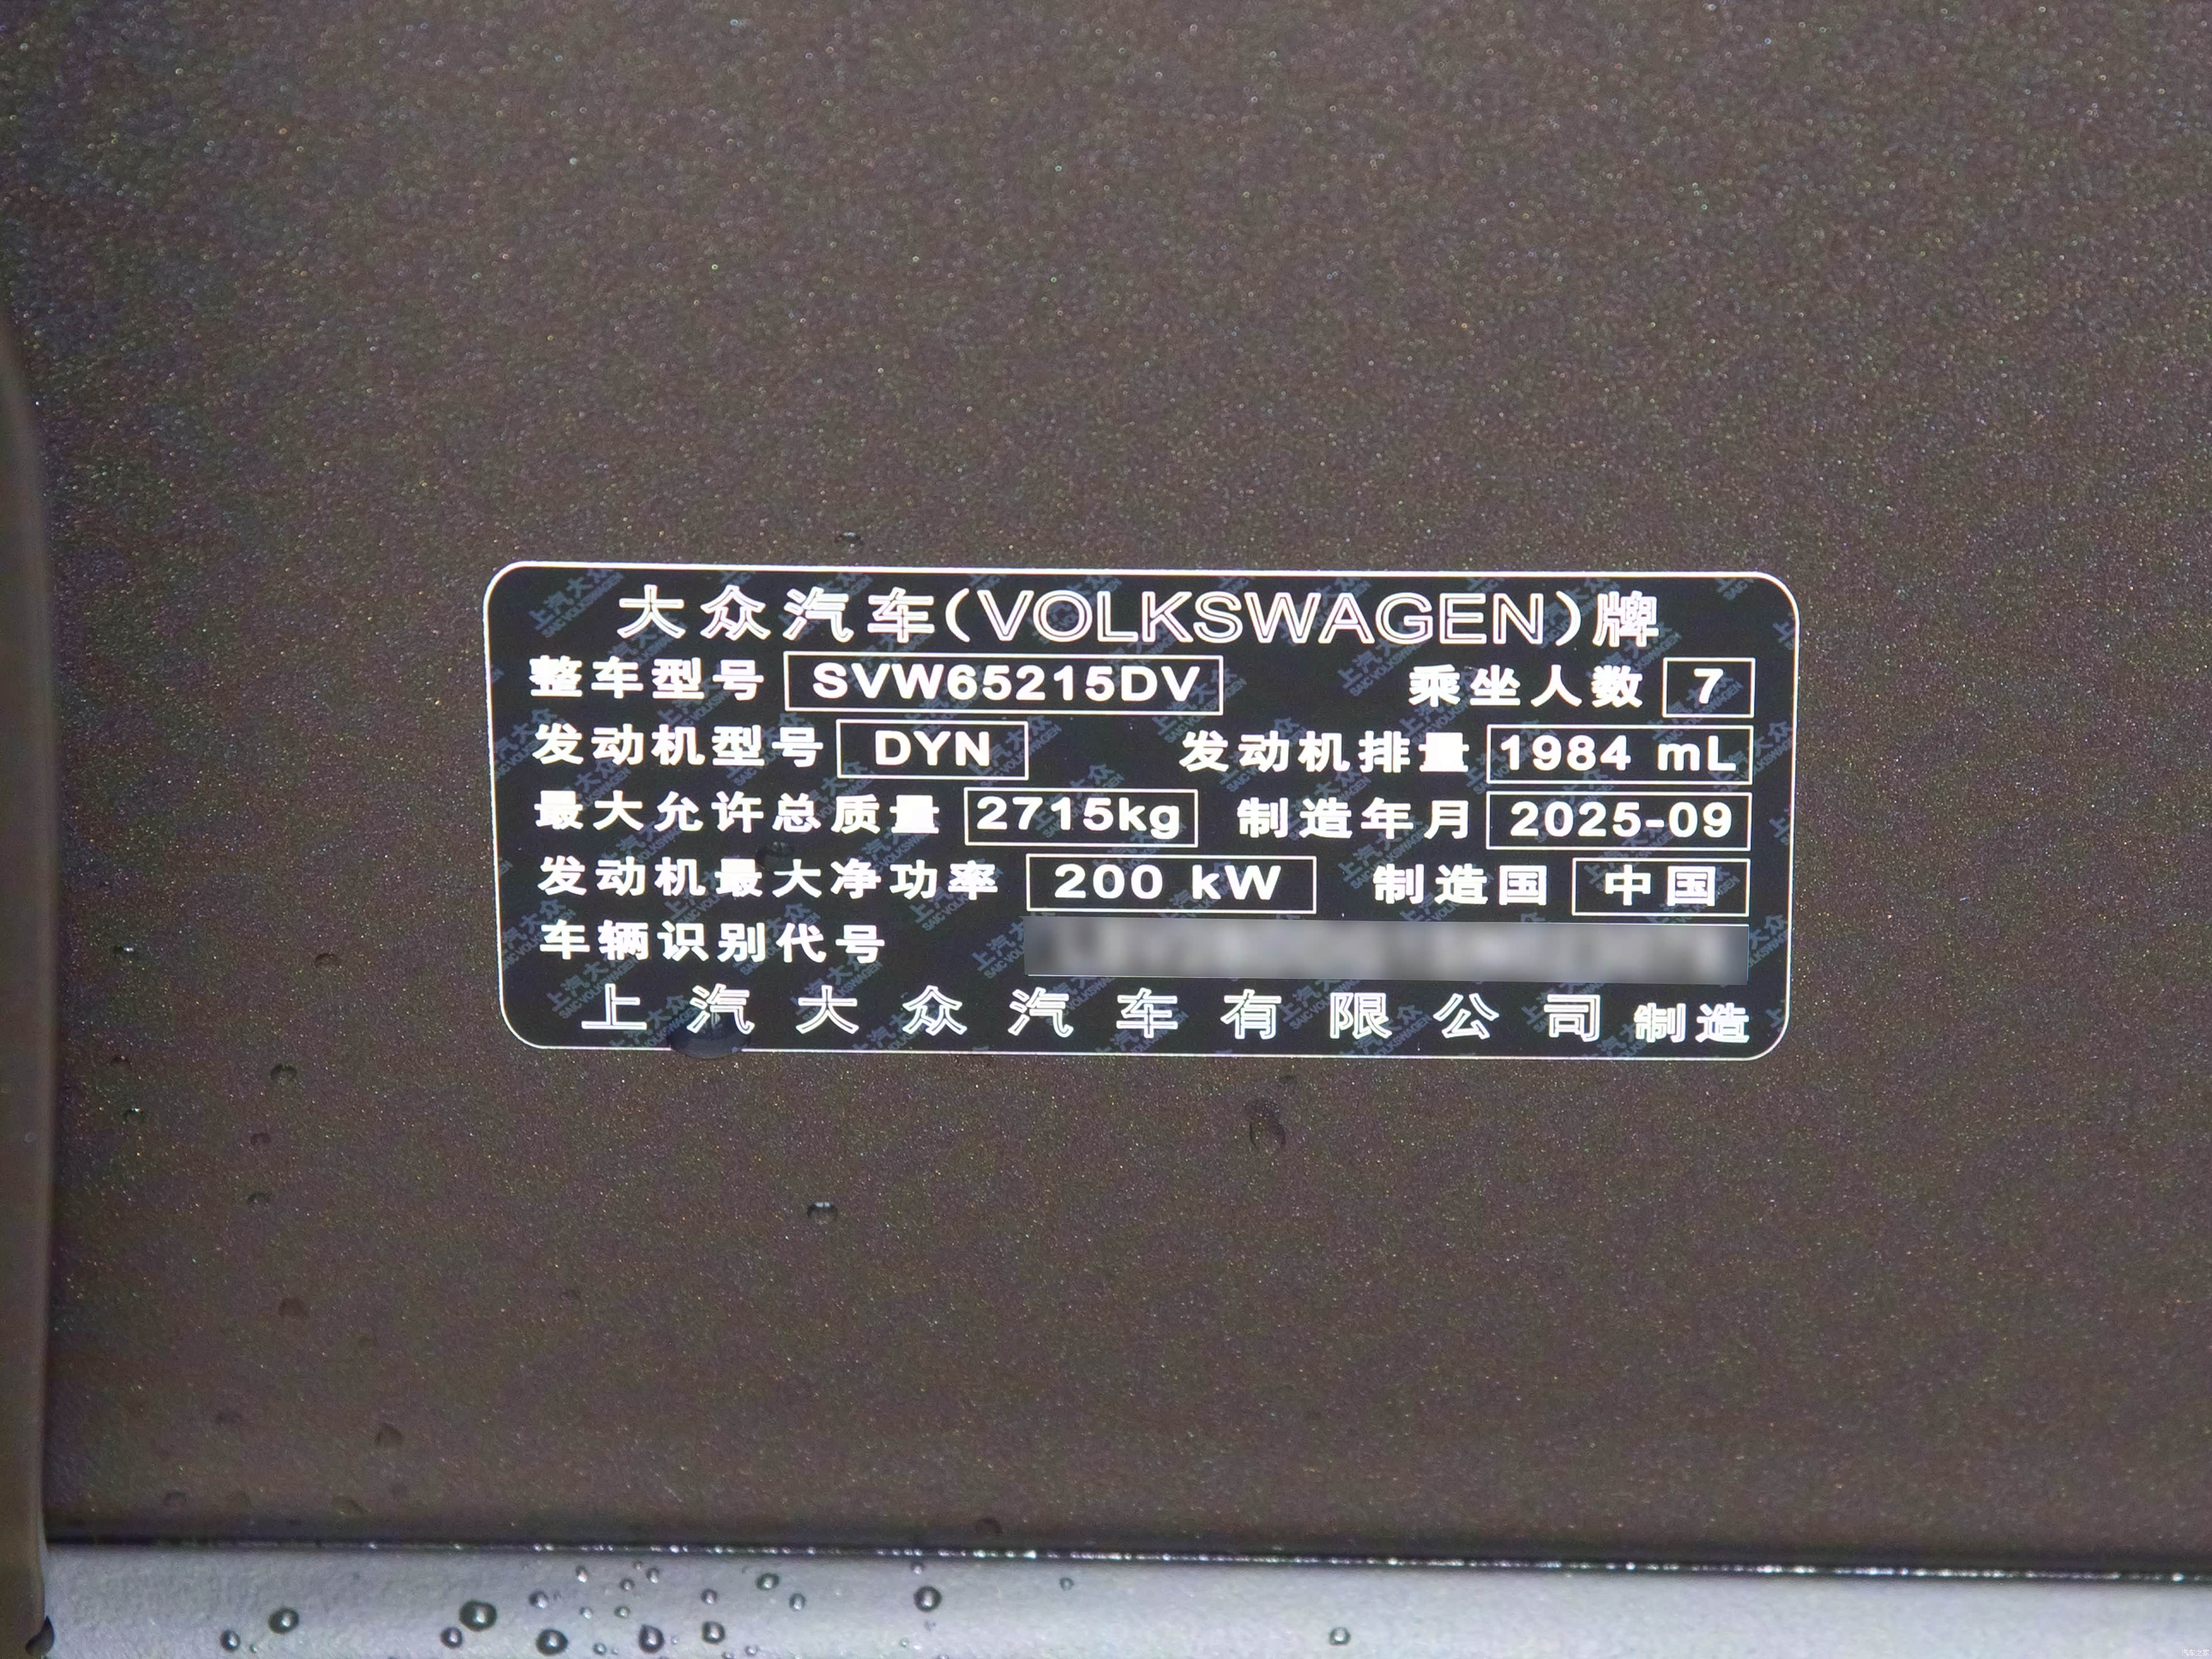 大众汽车(VOLKSWAGEN)牌
整车型号 SVW65215DV 乘坐人数 7
发动机型号 DYN 发动机排量 1984 mL
最大允许总质量 2715kg 制造年月 2025-09
发动机最大净功率 200 kW 制造国 中国
车辆识别代号
上汽大众汽车有限公司制造